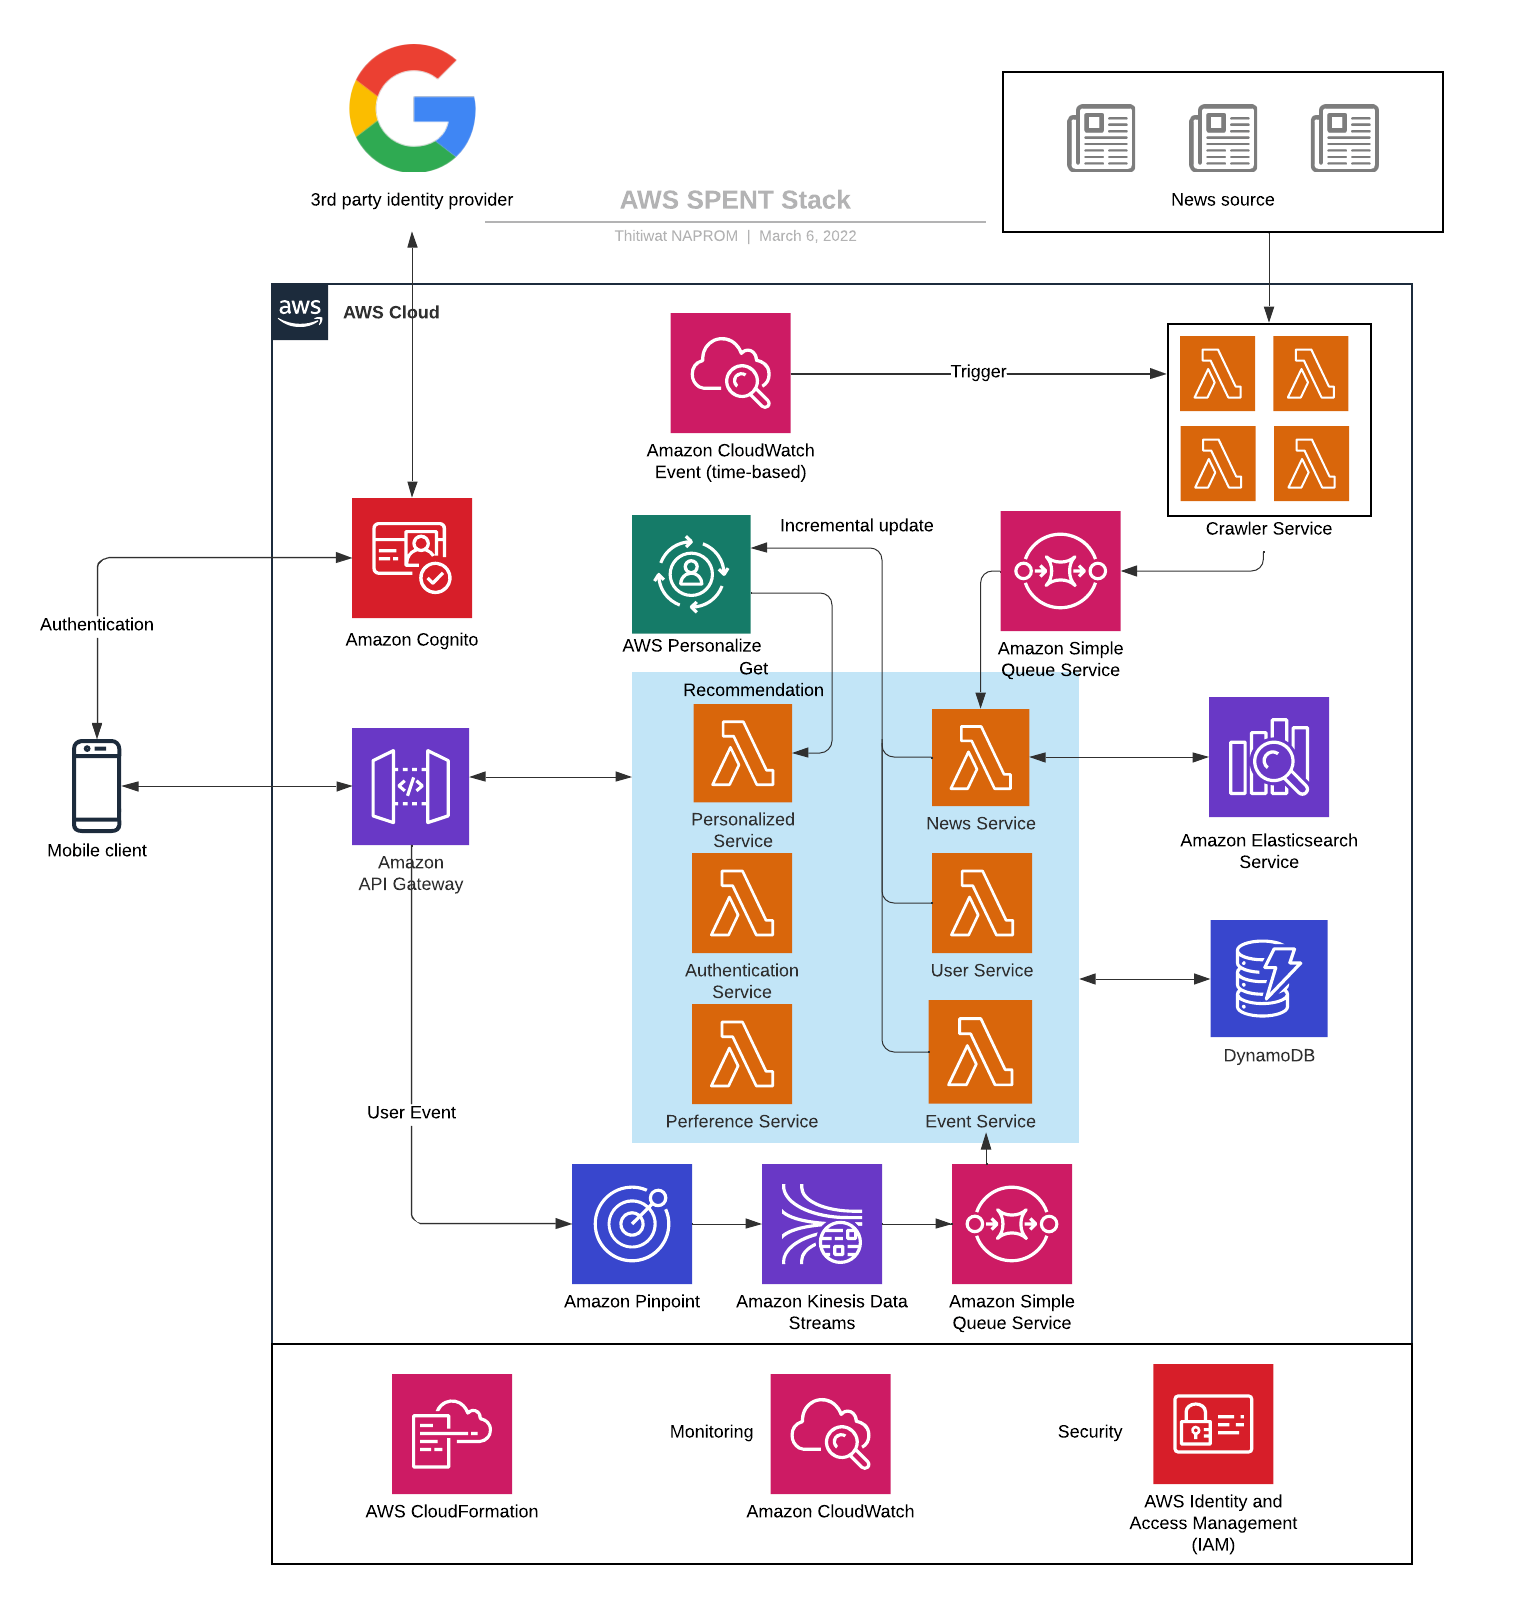 3rd party identity provider
AWS SPENT Stack
Thitiwat NAPROM | March 6, 2022
News source
aws
AWS Cloud
Trigger
Amazon CloudWatch
Event (time-based)
Crawler Service
Incremental update
Authentication
Amazon Cognito
AWS Personalize
Amazon Simple
Queue Service
Get
Recommendation
Mobile client
Amazon
API Gateway
Personalized
Service
News Service
Amazon Elasticsearch
Service
Authentication
Service
User Service
DynamoDB
User Event
Perference Service
Event Service
Amazon Pinpoint
Amazon Kinesis Data
Streams
Amazon Simple
Queue Service
Monitoring
Security
AWS CloudFormation
Amazon CloudWatch
AWS Identity and
Access Management
(IAM)